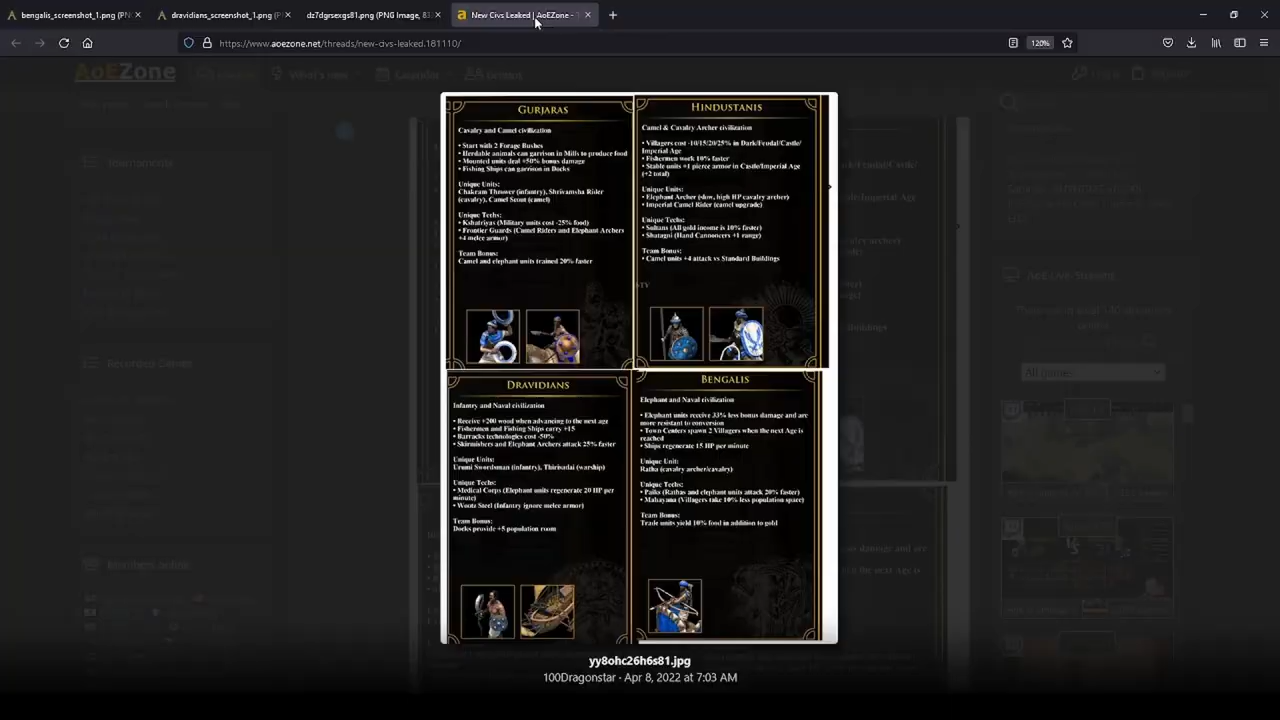 bengalis_screenshot_1.png (PN
dravidians_screenshot_1.png (P
dz7dgrsexgs81.png (PNG Image, 83
New Civs Leaked | AoEZone - T
https://www.aoezone.net/threads/new-civs-leaked.181110/
120%
AoEZone
What's new
Calendar
Tournaments
Recorded Games
Members online
AoE Live-Streams
GURJARAS
Cavalry and Camel civilization
• Start with 2 Forage Bushes
• Herdable animals can garrison in Mills to produce food
• Mounted units deal +50% bonus damage
• Fishing Ships can garrison in Docks
Unique Units:
Chakram Thrower (infantry), Shrivamsha Rider
(cavalry), Camel Scout (camel)
Unique Techs:
• Kshatriyas (Military units cost -25% food)
• Frontier Guards (Camel Riders and Elephant Archers
+4 melee armor)
Team Bonus:
Camel and elephant units trained 20% faster
HINDUSTANIS
Camel & Cavalry Archer civilization
• Villagers cost -10/15/20/25% in Dark/Feudal/Castle/
Imperial Age
• Fishermen work 10% faster
• Stable units +1 pierce armor in Castle/Imperial Age
(+2 total)
Unique Units:
• Elephant Archer (slow, high HP cavalry archer)
• Imperial Camel Rider (camel upgrade)
Unique Techs:
• Sultans (All gold income is 10% faster)
• Shatagni (Hand Cannoneers +1 range)
Team Bonus:
• Camel units +4 attack vs Standard Buildings
TY
DRAVIDIANS
Infantry and Naval civilization
• Receive +200 wood when advancing to the next age
• Fishermen and Fishing Ships carry +15
• Barracks technologies cost -50%
• Skirmishers and Elephant Archers attack 25% faster
Unique Units:
Urumi Swordsman (infantry), Thirisadai (warship)
Unique Techs:
• Medical Corps (Elephant units regenerate 20 HP per
minute)
• Wootz Steel (Infantry ignore melee armor)
Team Bonus:
Docks provide +5 population room
BENGALIS
Elephant and Naval civilization
• Elephant units receive 33% less bonus damage and are
more resistant to conversion
• Town Centers spawn 2 Villagers when the next Age is
reached
• Ships regenerate 15 HP per minute
Unique Unit:
Ratha (cavalry archer/cavalry)
Unique Techs:
• Paiks (Rathas and elephant units attack 20% faster)
• Mahayana (Villagers take 10% less population space)
Team Bonus:
Trade units yield 10% food in addition to gold
yy8ohc26h6s81.jpg
100Dragonstar · Apr 8, 2022 at 7:03 AM